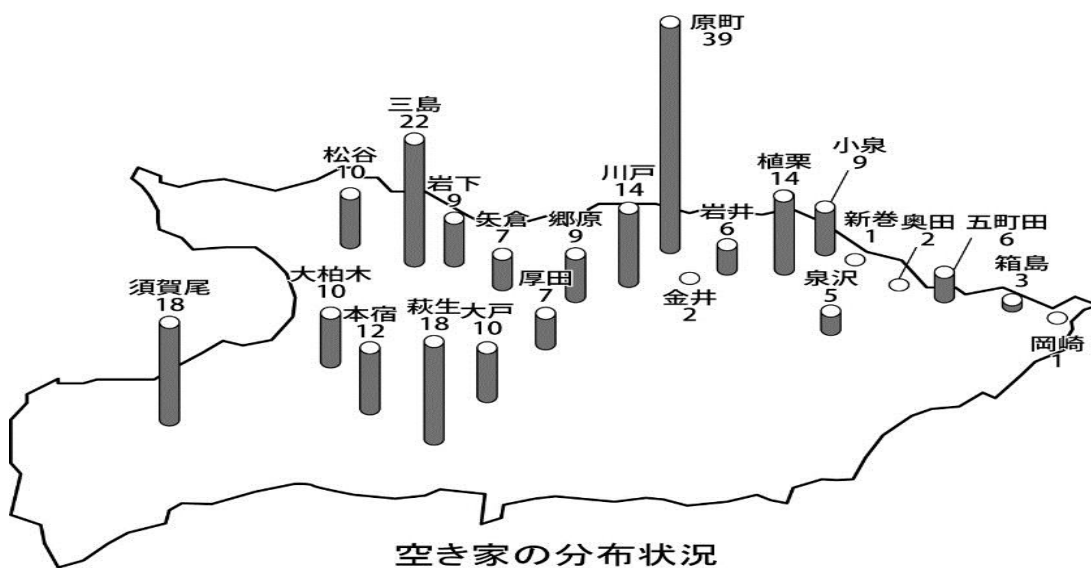 原町
39
三島
22
松谷
10
岩下
9
矢倉
7
郷原
9
川戸
14
岩井
6
植栗
14
小泉
9
新巻
1
奥田
2
五町田
6
箱島
3
岡崎
1
泉沢
5
金井
2
厚田
7
大戸
10
萩生
18
本宿
12
大柏木
10
須賀尾
18
空き家の分布状況